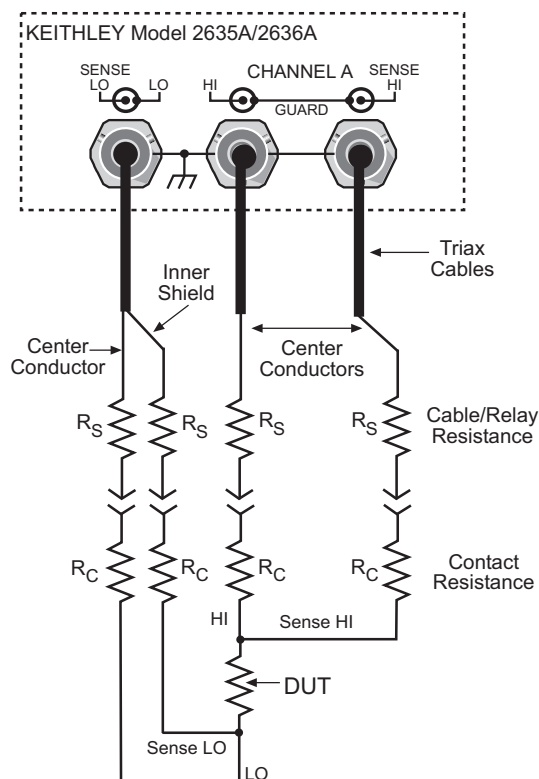 KEITHLEY Model 2635A/2636A
SENSE
LO
LO
HI
CHANNEL A
GUARD
SENSE
HI
Triax
Cables
Inner
Shield
Center
Conductor
Center
Conductors
RS
RS
RS
RS
Cable/Relay
Resistance
RC
RC
RC
RC
Contact
Resistance
HI
Sense HI
DUT
Sense LO
LO